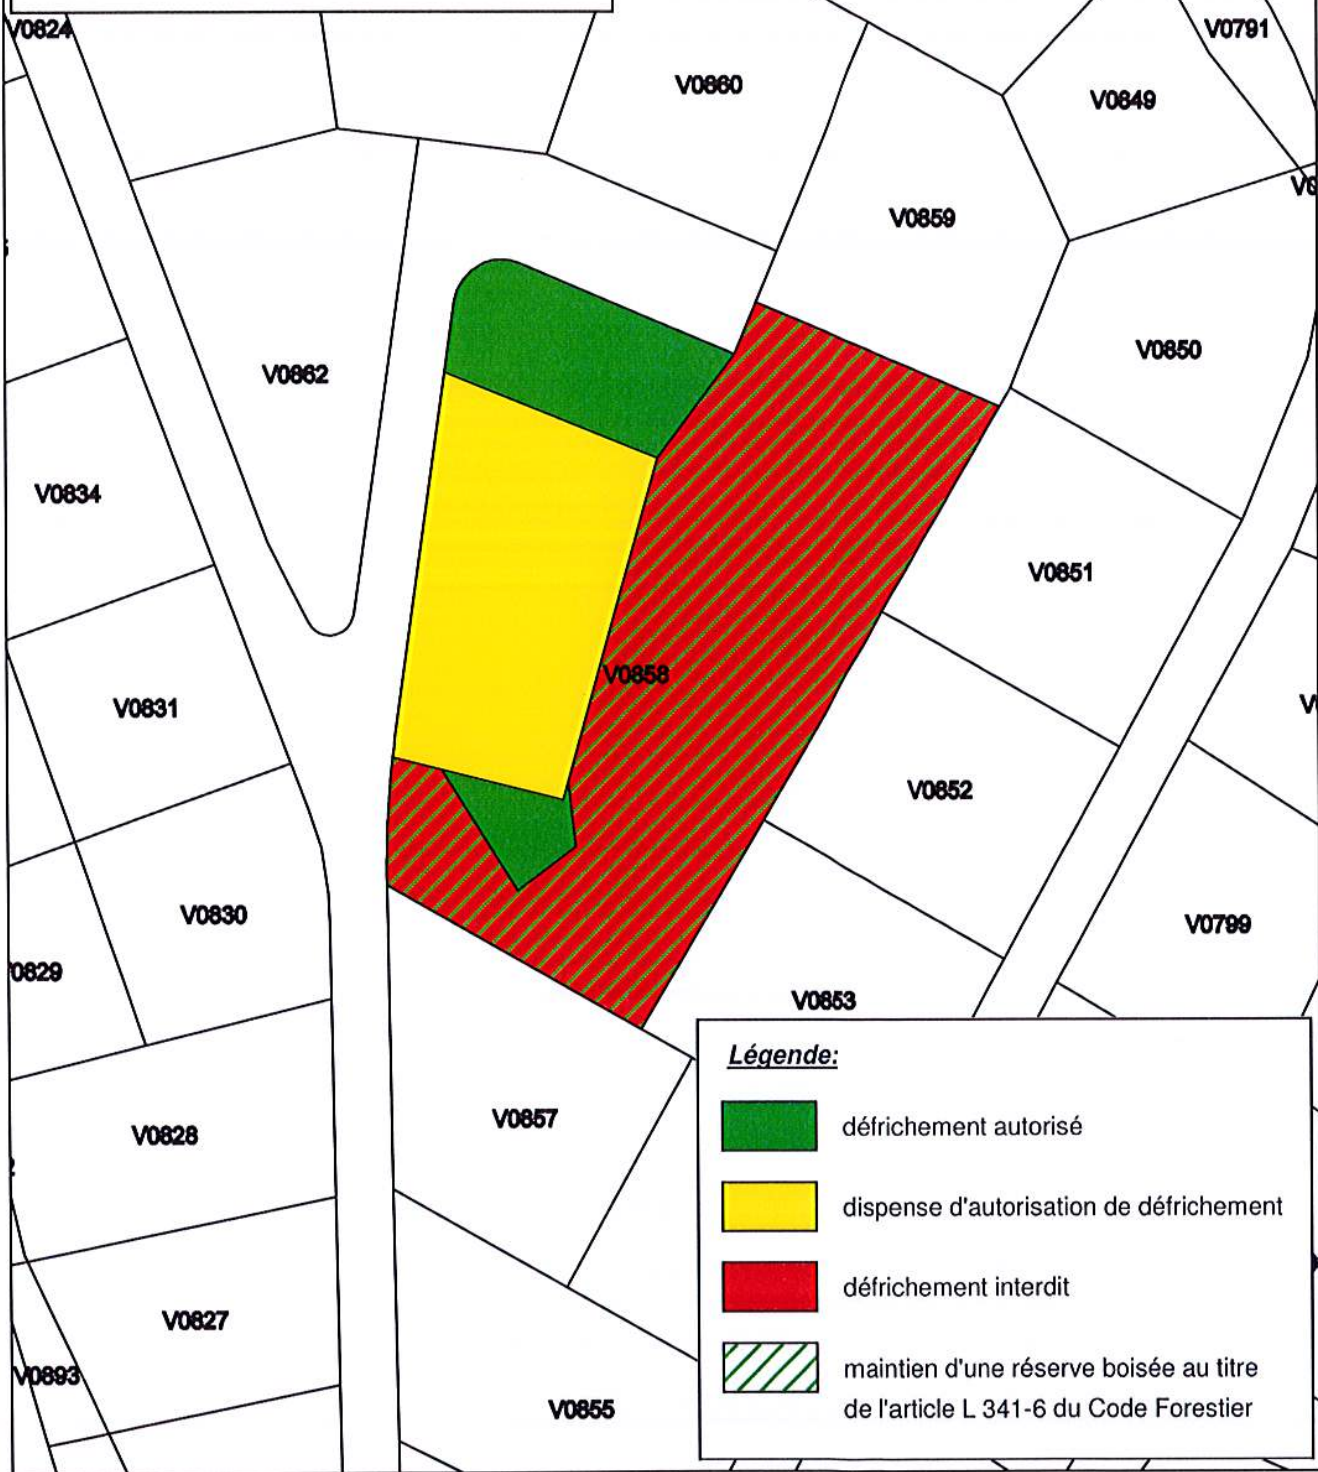 V0824
V0791
V0860
V0849
V0859
V0850
V0862
V0834
V0851
V0858
V0831
V0852
V0830
V0799
0829
V0853
V0857
V0828
V0827
V0893
V0855
Légende:
défrichement autorisé
dispense d'autorisation de défrichement
défrichement interdit
maintien d'une réserve boisée au titre
de l'article L 341-6 du Code Forestier